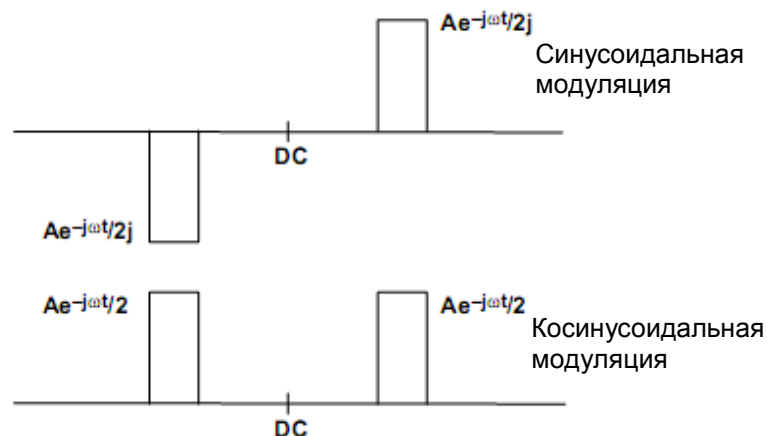 Ae^–jωt/2j
Синусоидальная
модуляция
DC
Ae^–jωt/2j
Ae^–jωt/2
Ae^–jωt/2
Косинусоидальная
модуляция
DC